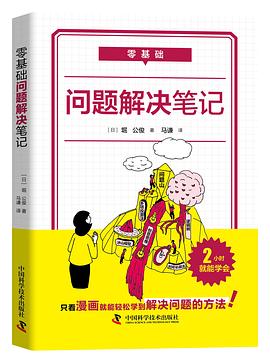 零基础
问题解决笔记
[日] 堀 公俊 著 马谦 译
问题山
2小时
就能学会
只看漫画就能轻松学到解决问题的方法!
中国科学技术出版社
零基础问题解决笔记
[日] 堀 公俊 著
马谦 译
中国科学技术出版社